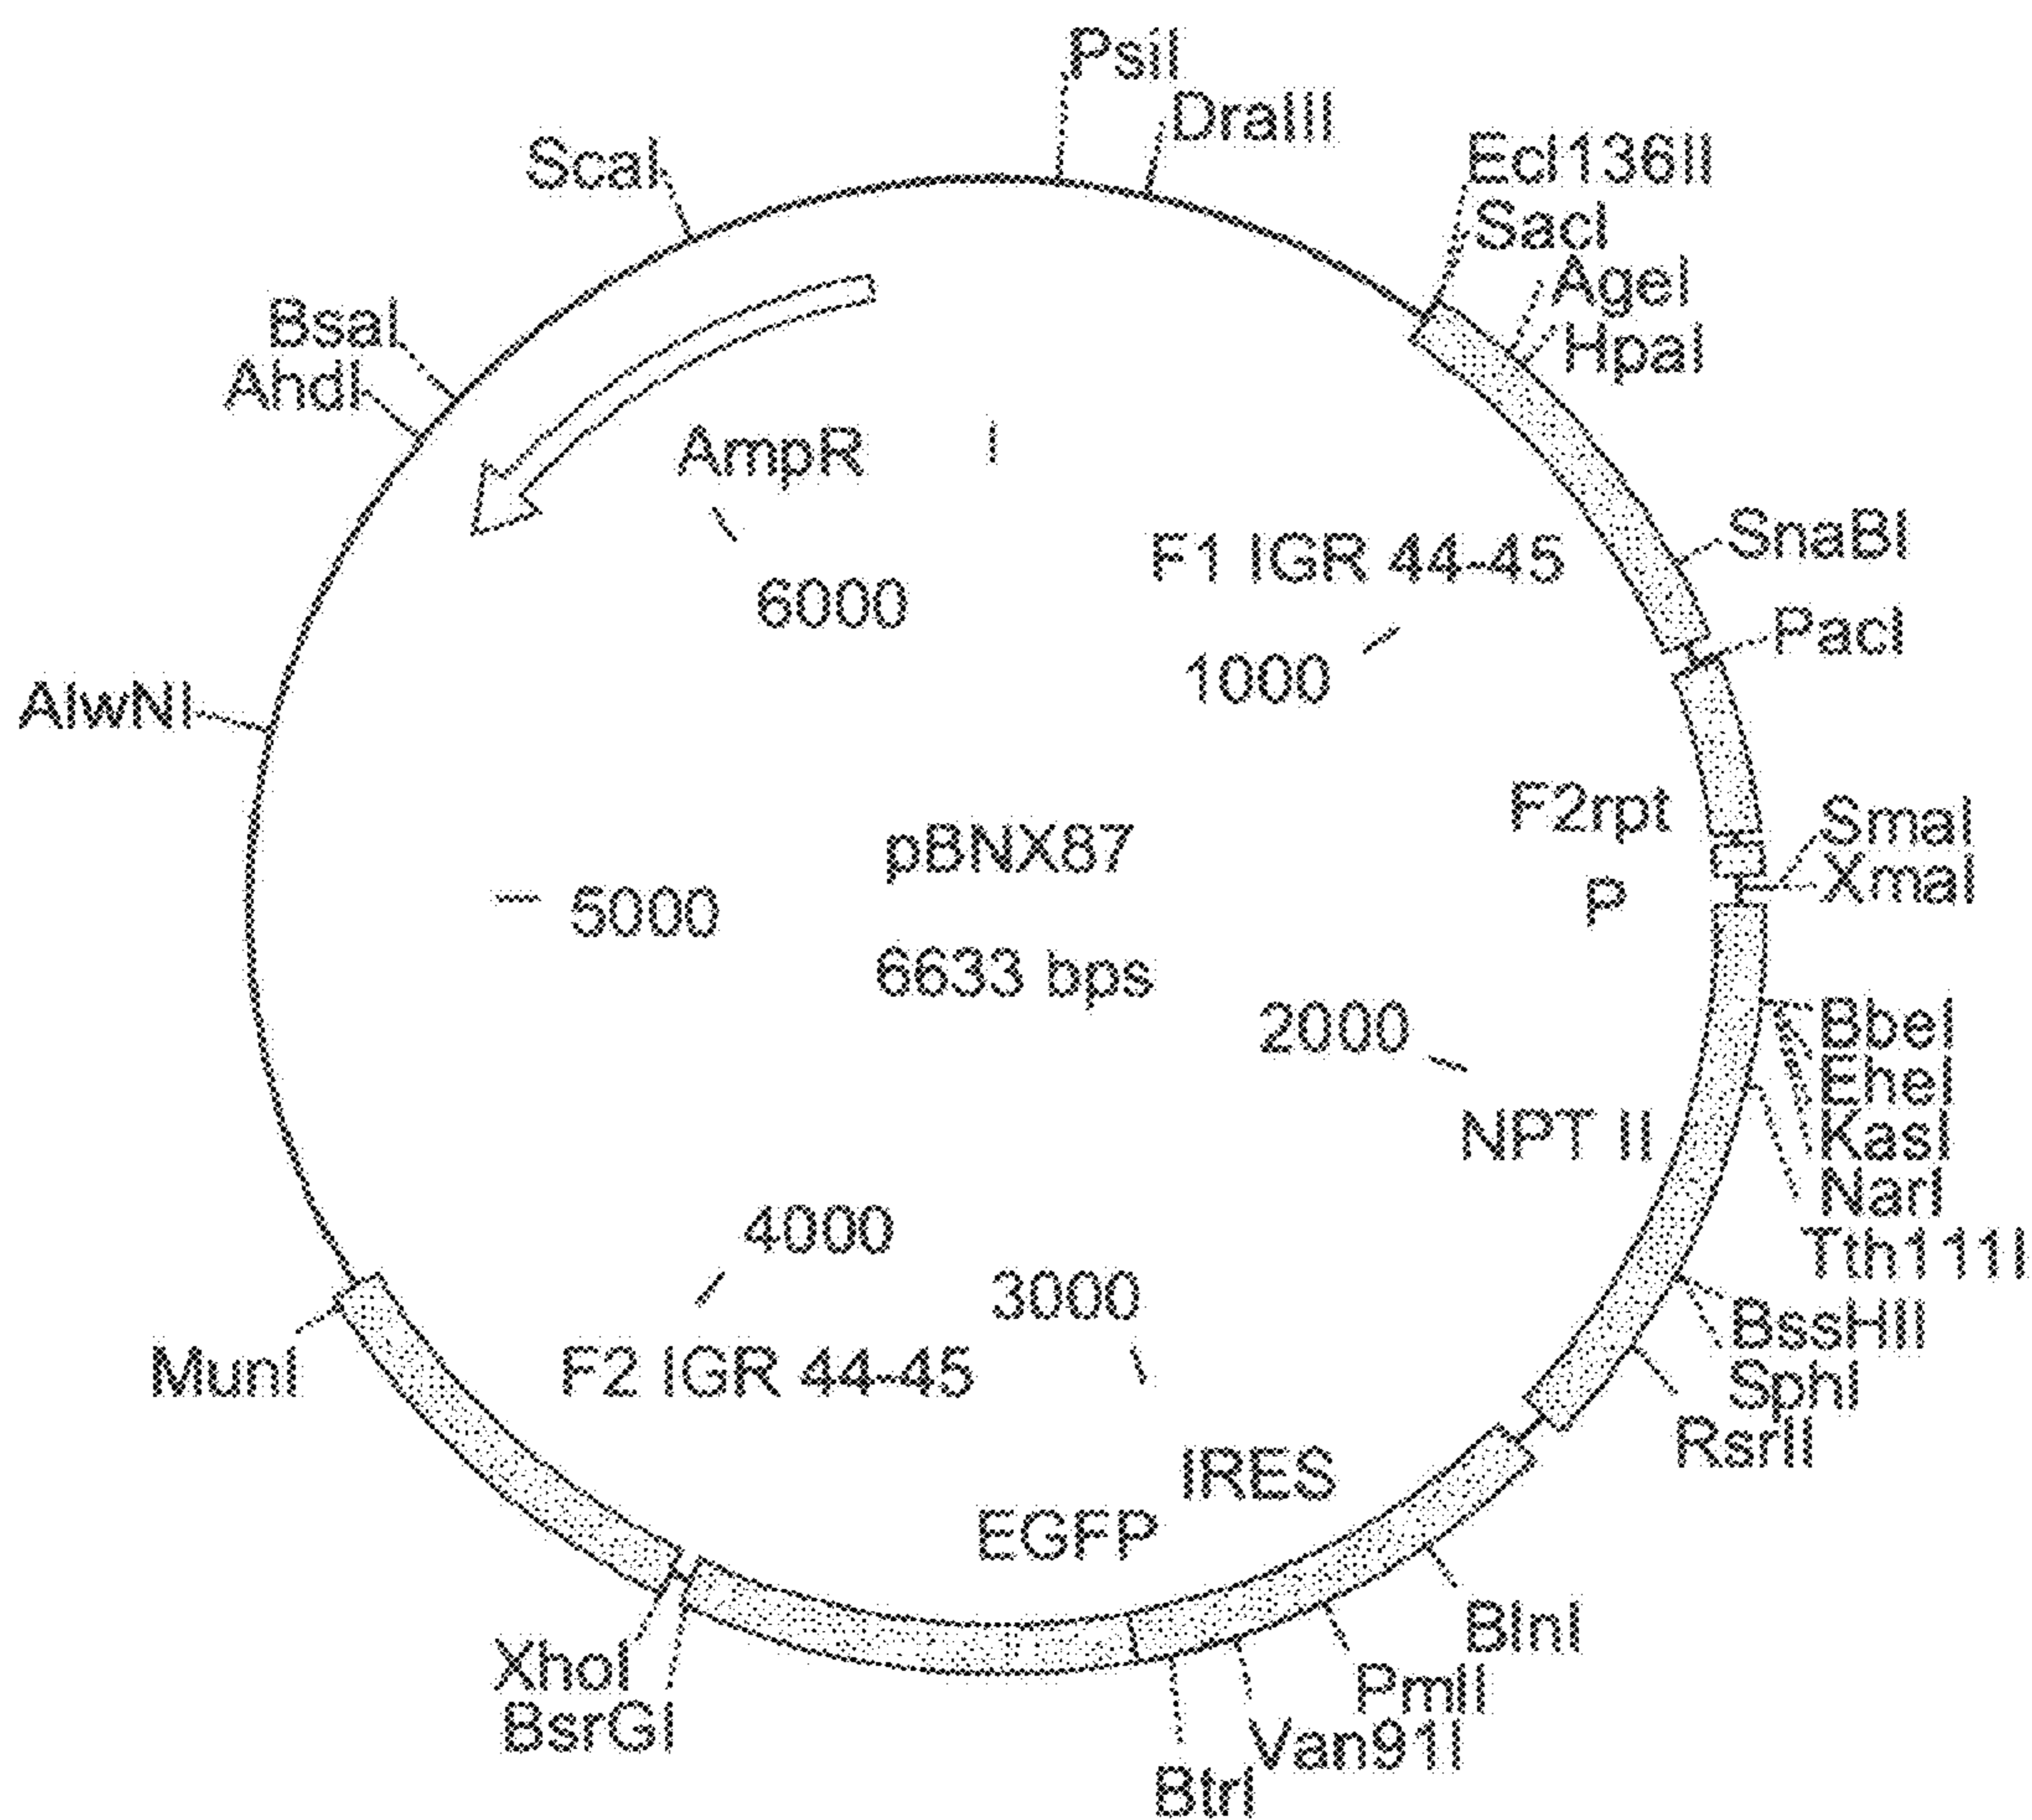 PsiI
DraIII
Ecl136II
ScaI
SacI
AgeI
BsaI
HpaI
AhdI
AmpR
I
SnaBI
F1 IGR 44-45
6000
PacI
1000
AlwNI
F2rpt
SmaI
pBNX87
XmaI
5000
P
6633 bps
2000
BbeI
EheI
NPT II
KasI
NarI
4000
Tth111I
3000
BssHII
MunI
F2 IGR 44-45
SphI
RsrII
IRES
EGFP
BlnI
XhoI
PmlI
BsrGI
Van91I
BtrI